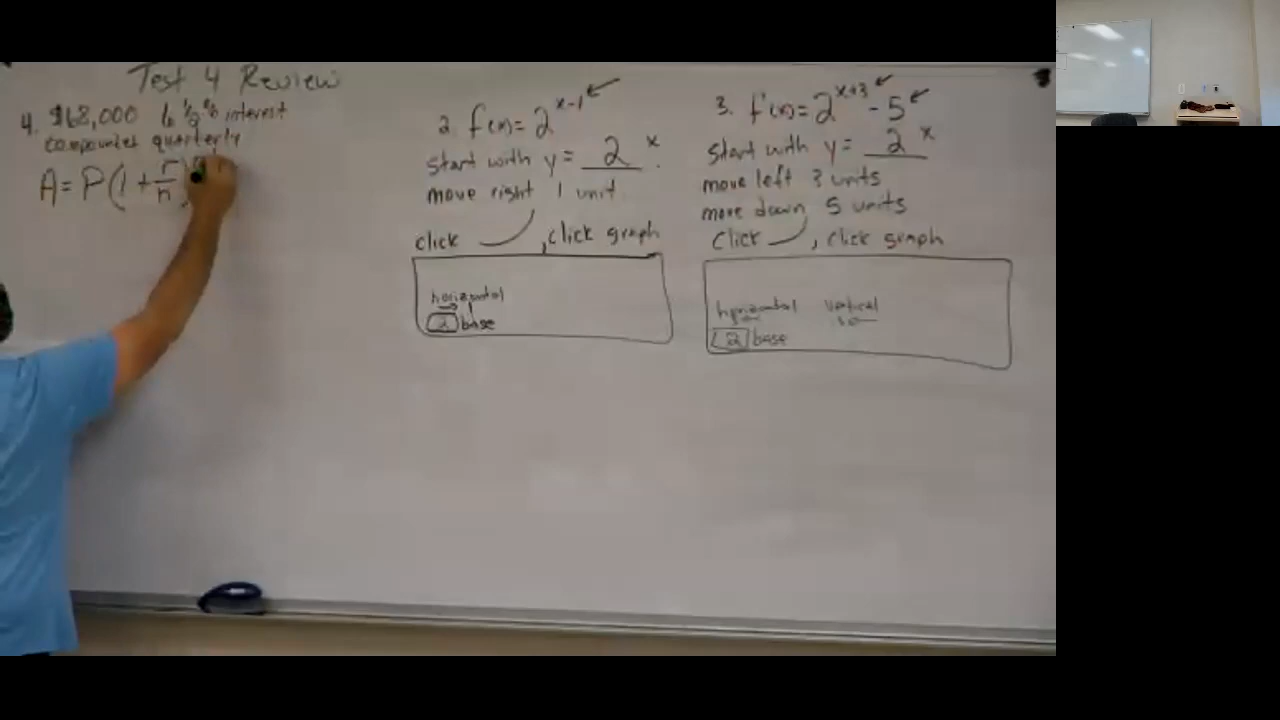 Test 4 Review
4. $68,000 6 ½% interest
compounted quarterly
A = P(1 + r/n)
2. f(x) = 2^(x-1)
start with y = 2^x.
move right 1 unit
click , click graph
horizontal
2 base
3. f(x) = 2^(x+3) - 5
start with y = 2^x
move left 3 units
move down 5 units
click , click graph
horizontal vertical
2 base